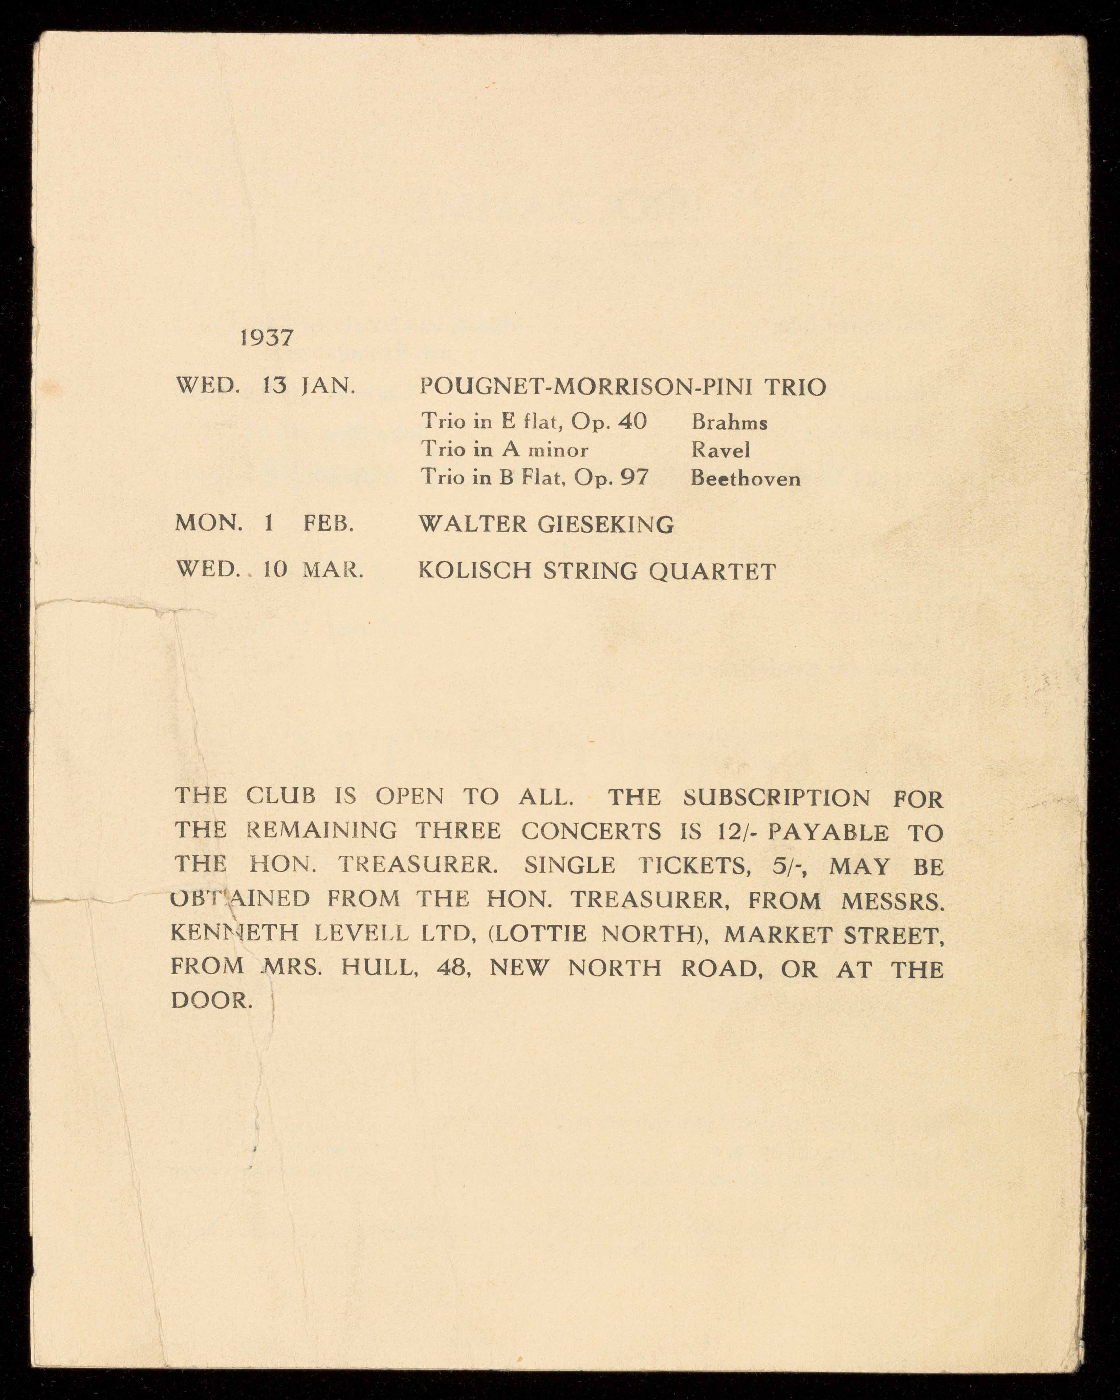 1937
WED. 13 JAN. POUGNET-MORRISON-PINI TRIO
Trio in E flat, Op. 40 Brahms
Trio in A minor Ravel
Trio in B Flat, Op. 97 Beethoven
MON. 1 FEB. WALTER GIESEKING
WED. 10 MAR. KOLISCH STRING QUARTET
THE CLUB IS OPEN TO ALL. THE SUBSCRIPTION FOR
THE REMAINING THREE CONCERTS IS 12/- PAYABLE TO
THE HON. TREASURER. SINGLE TICKETS, 5/-, MAY BE
OBTAINED FROM THE HON. TREASURER, FROM MESSRS.
KENNETH LEVELL LTD, (LOTTIE NORTH), MARKET STREET,
FROM MRS. HULL, 48, NEW NORTH ROAD, OR AT THE
DOOR.